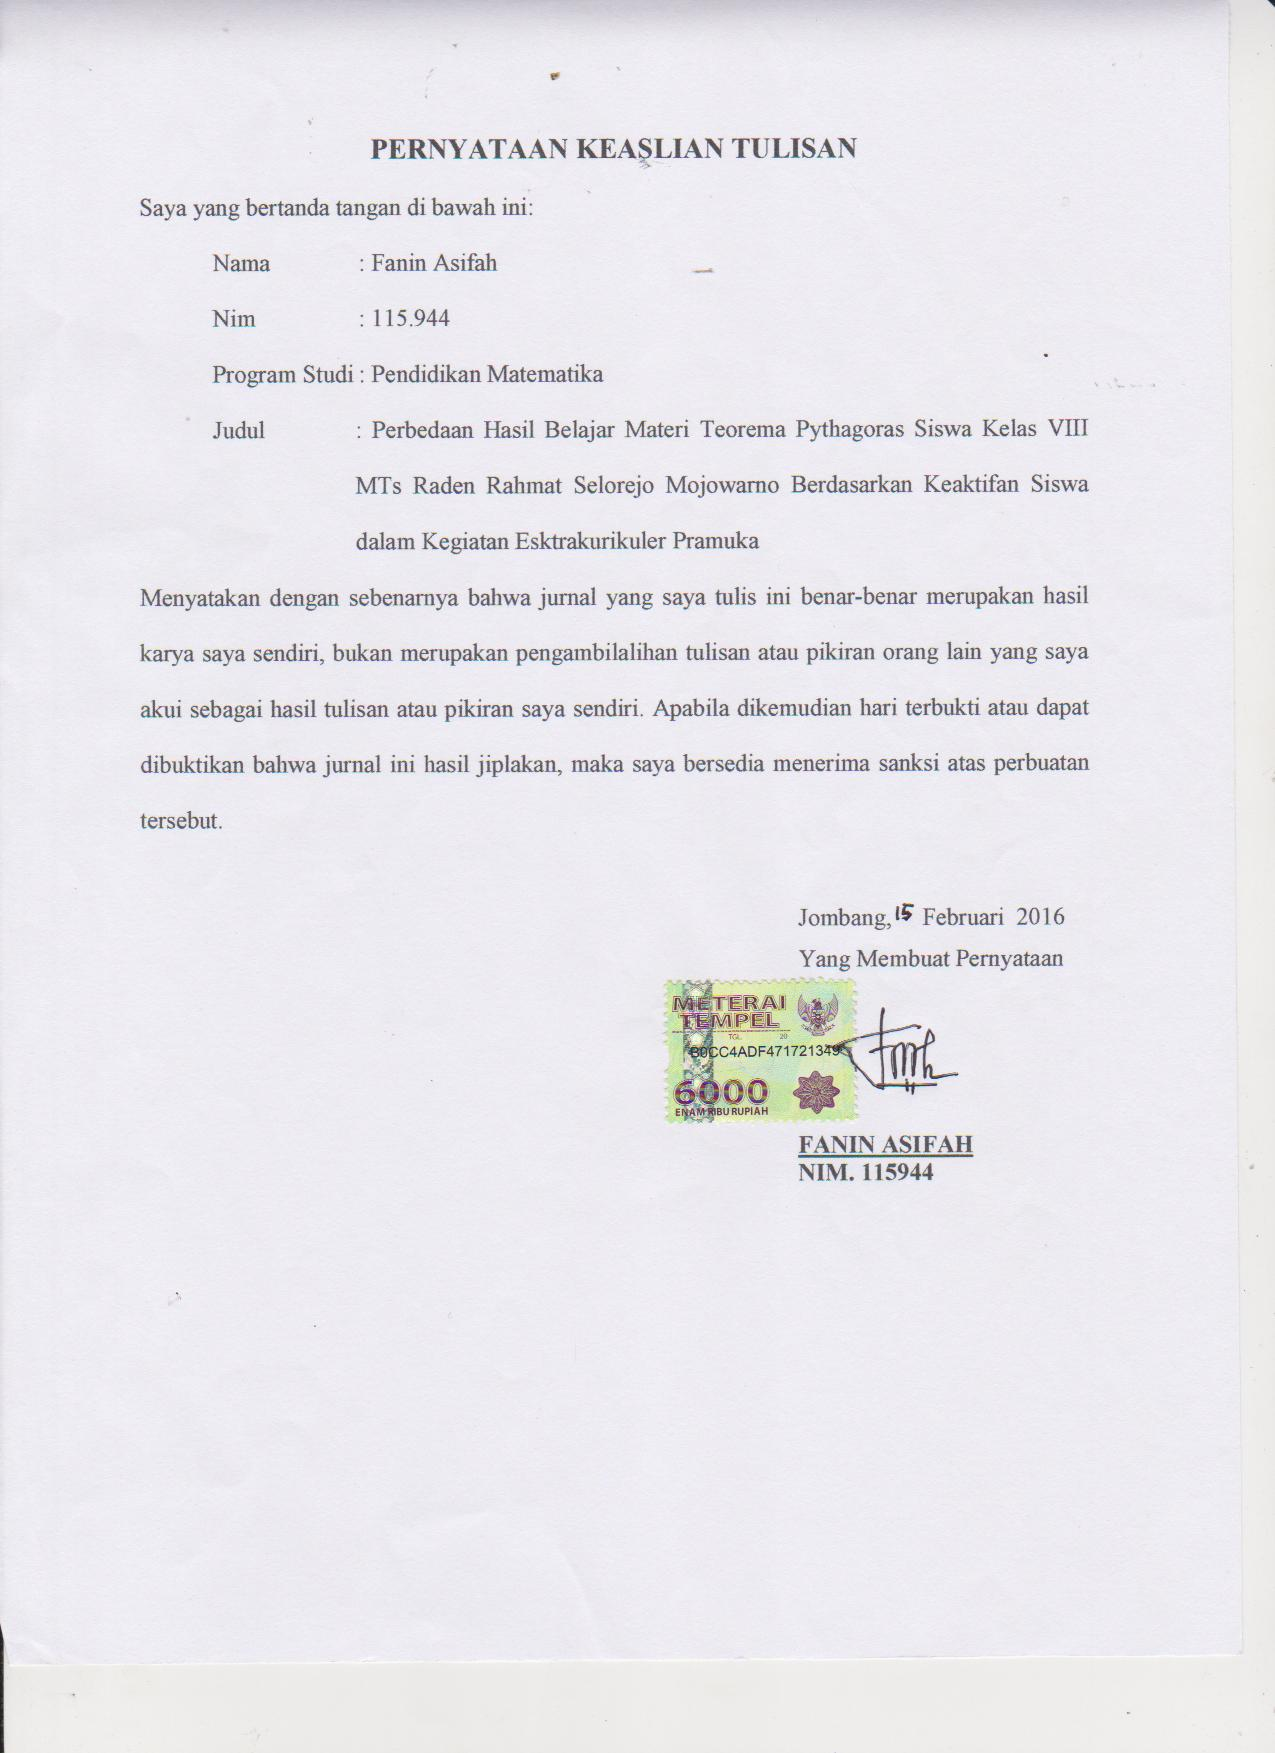 PERNYATAAN KEASLIAN TULISAN
Saya yang bertanda tangan di bawah ini:
Nama : Fanin Asifah
Nim : 115.944
Program Studi : Pendidikan Matematika
Judul : Perbedaan Hasil Belajar Materi Teorema Pythagoras Siswa Kelas VIII
MTs Raden Rahmat Selorejo Mojowarno Berdasarkan Keaktifan Siswa
dalam Kegiatan Esktrakurikuler Pramuka
Menyatakan dengan sebenarnya bahwa jurnal yang saya tulis ini benar-benar merupakan hasil
karya saya sendiri, bukan merupakan pengambilalihan tulisan atau pikiran orang lain yang saya
akui sebagai hasil tulisan atau pikiran saya sendiri. Apabila dikemudian hari terbukti atau dapat
dibuktikan bahwa jurnal ini hasil jiplakan, maka saya bersedia menerima sanksi atas perbuatan
tersebut.
Jombang, 15 Februari 2016
Yang Membuat Pernyataan
METERAI
TEMPEL
TGL. 20
6000
ENAM RIBU RUPIAH
FANIN ASIFAH
NIM. 115944